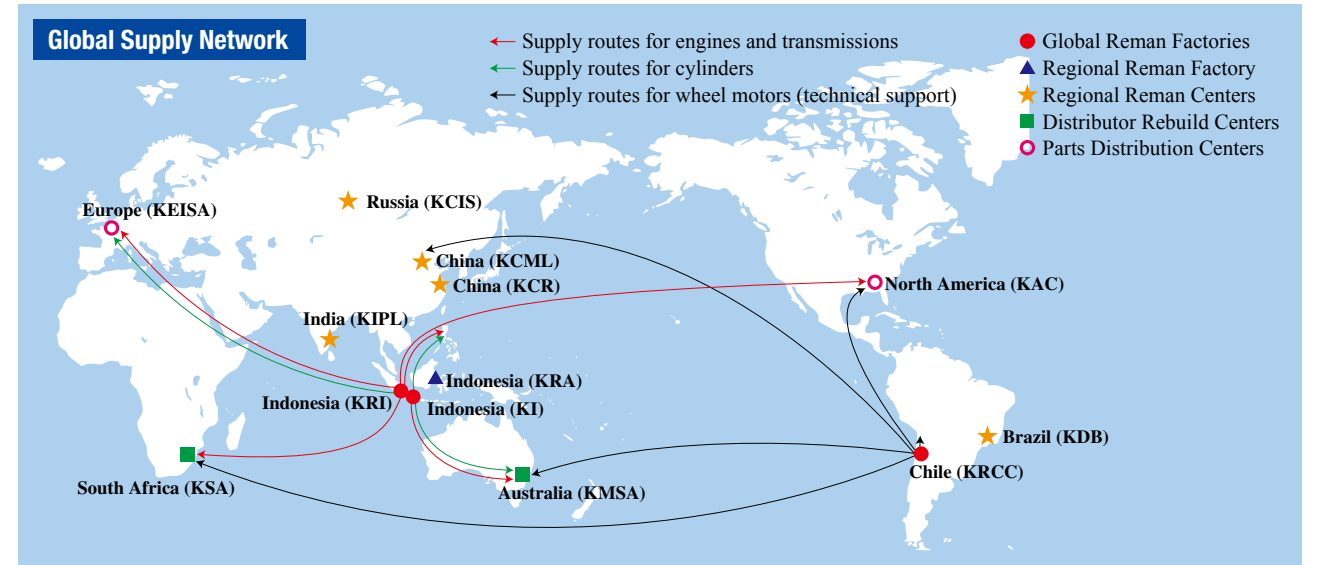 Global Supply Network
Supply routes for engines and transmissions
Supply routes for cylinders
Supply routes for wheel motors (technical support)
Global Reman Factories
Regional Reman Factory
Regional Reman Centers
Distributor Rebuild Centers
Parts Distribution Centers
Europe (KEISA)
Russia (KCIS)
China (KCML)
China (KCR)
North America (KAC)
India (KIPL)
Indonesia (KRA)
Indonesia (KRI)
Indonesia (KI)
Brazil (KDB)
Chile (KRCC)
South Africa (KSA)
Australia (KMSA)